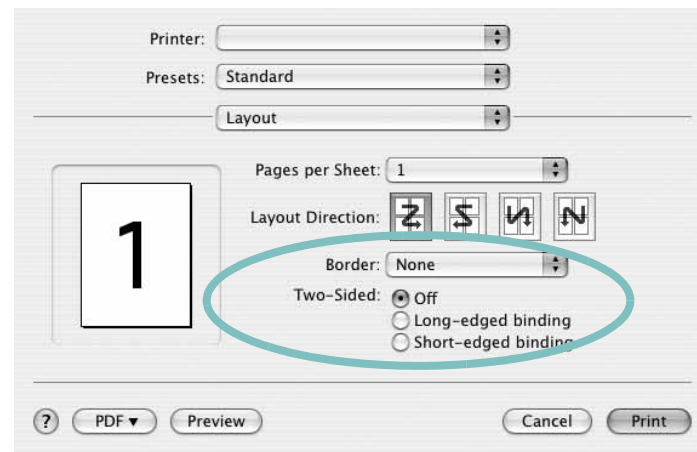 Printer:
Presets: Standard
Layout
Pages per Sheet: 1
Layout Direction:
1
Border: None
Two-Sided: Off
Long-edged binding
Short-edged binding
? PDF▼ Preview Cancel Print